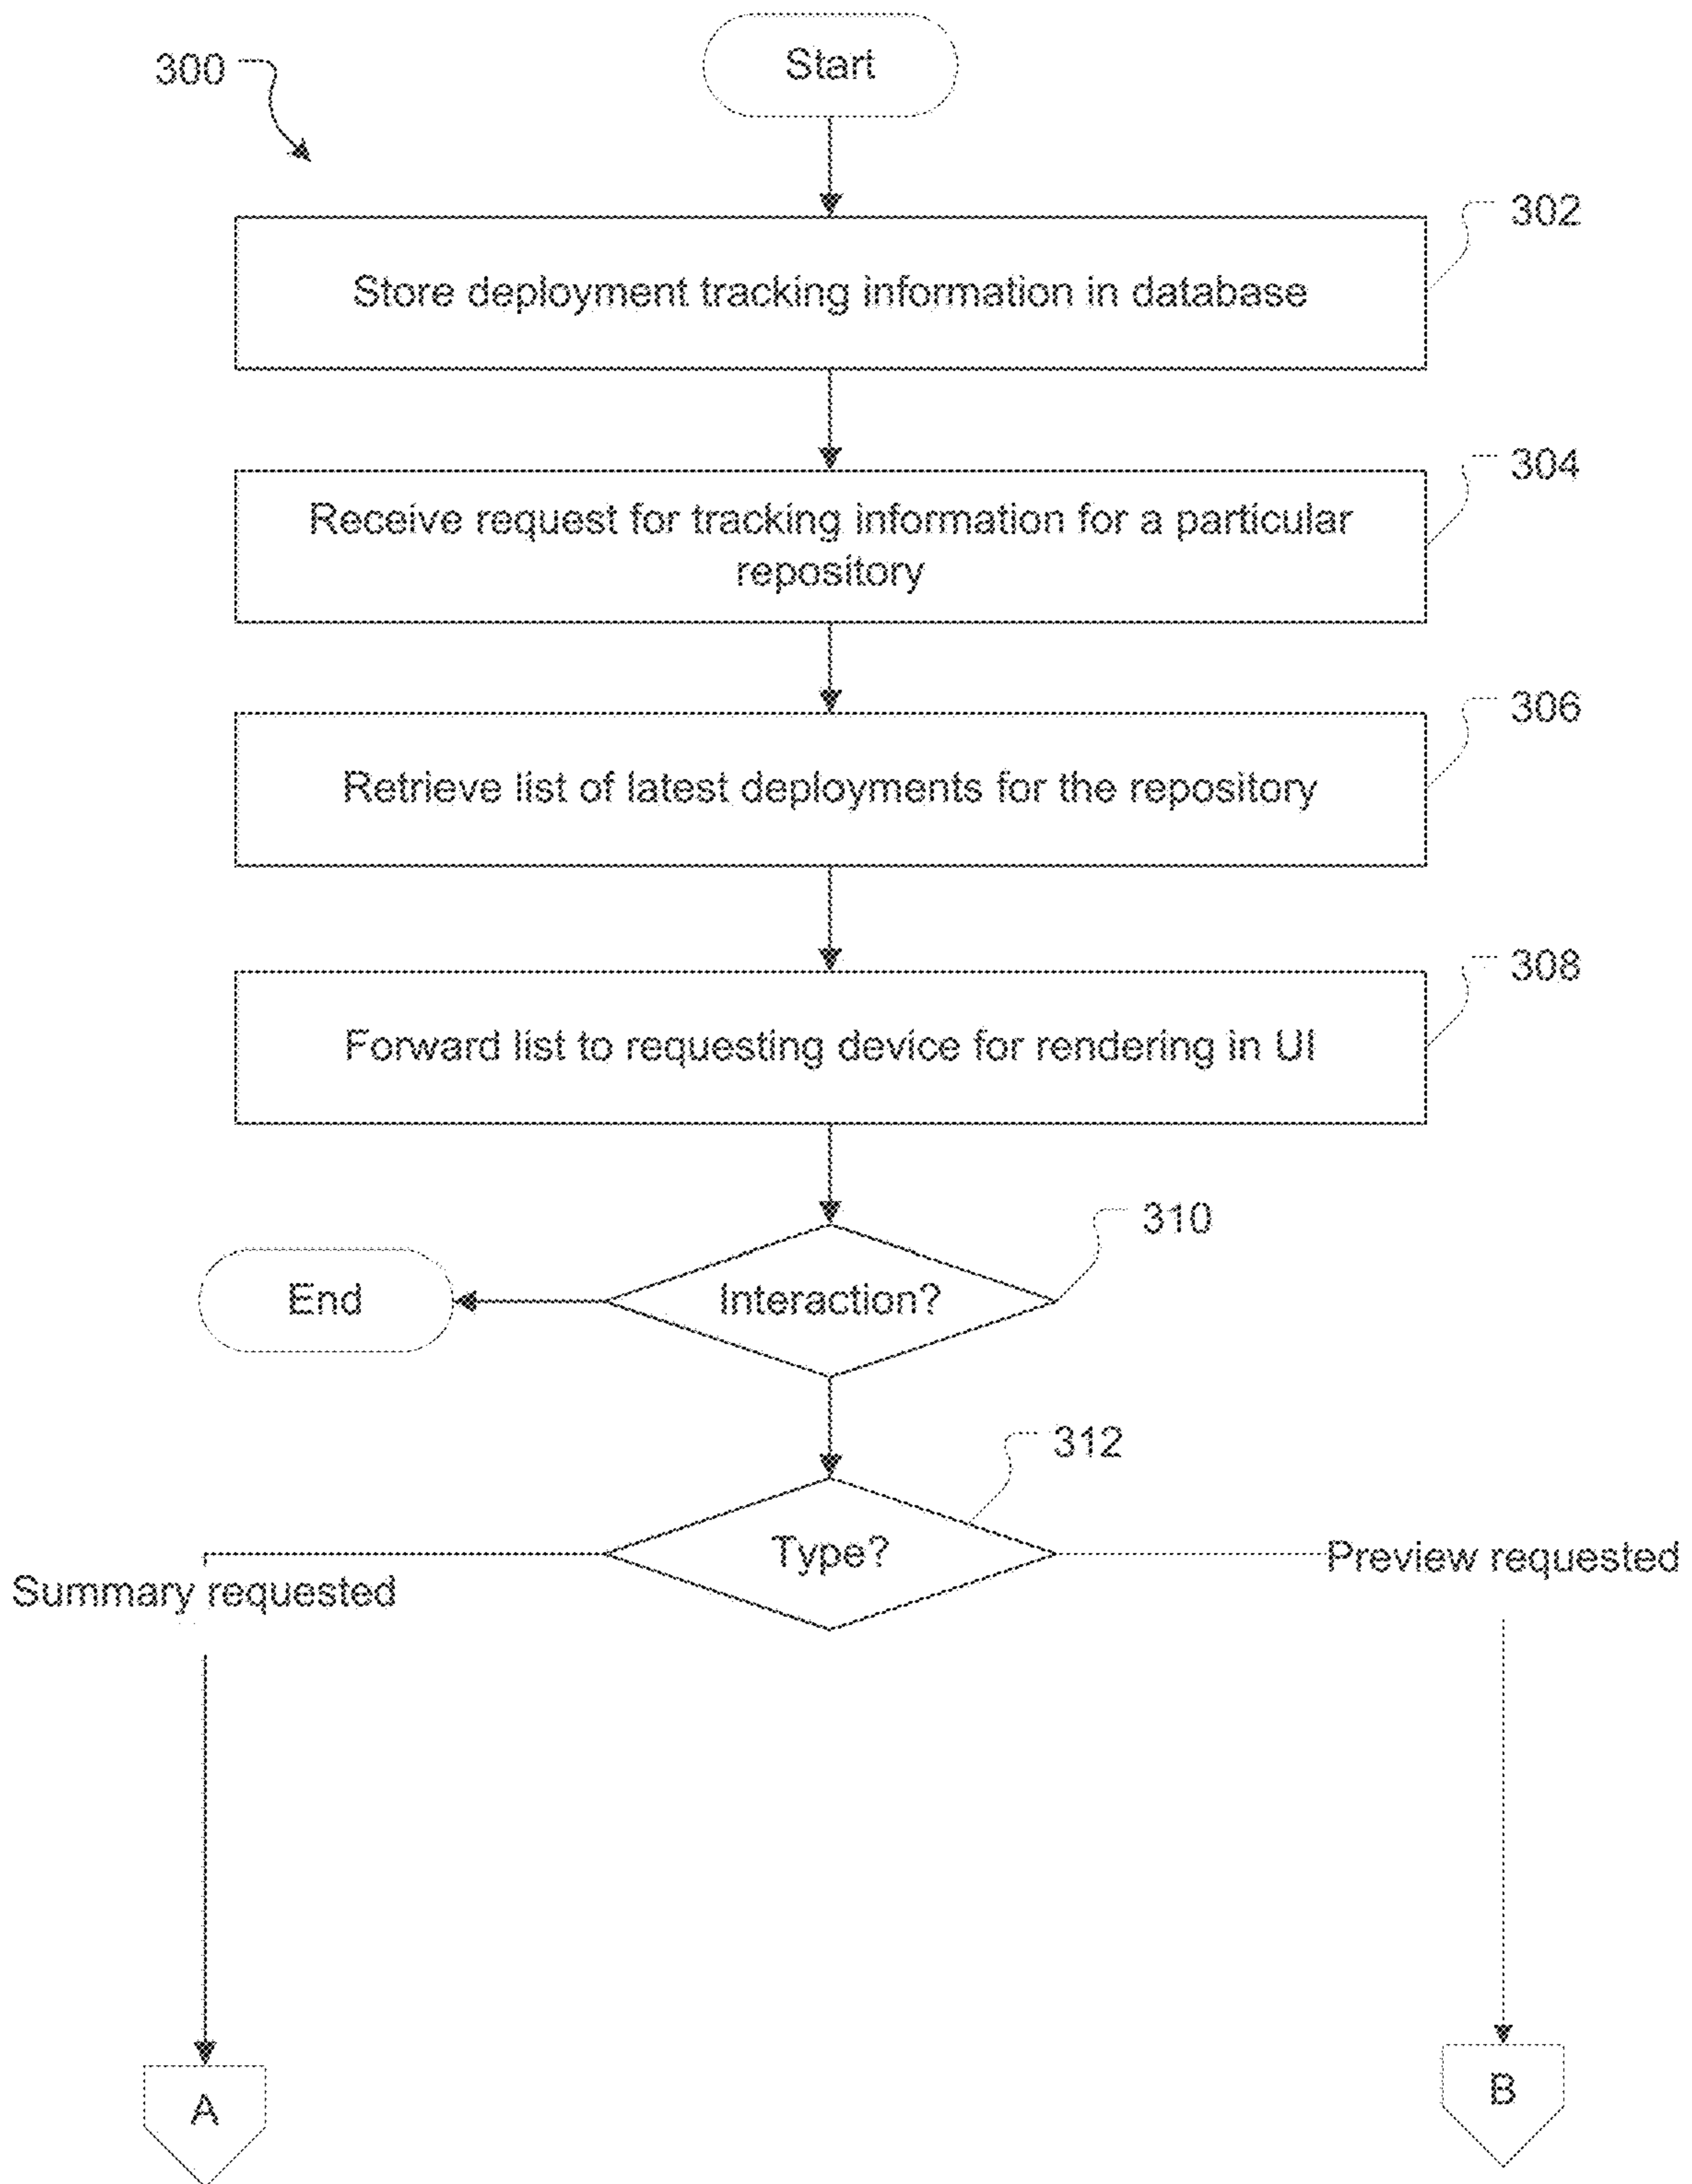 300
Start
302
Store deployment tracking information in database
304
Receive request for tracking information for a particular
repository
306
Retrieve list of latest deployments for the repository
308
Forward list to requesting device for rendering in UI
310
End
Interaction?
312
Type?
Summary requested
Preview requested
A
B